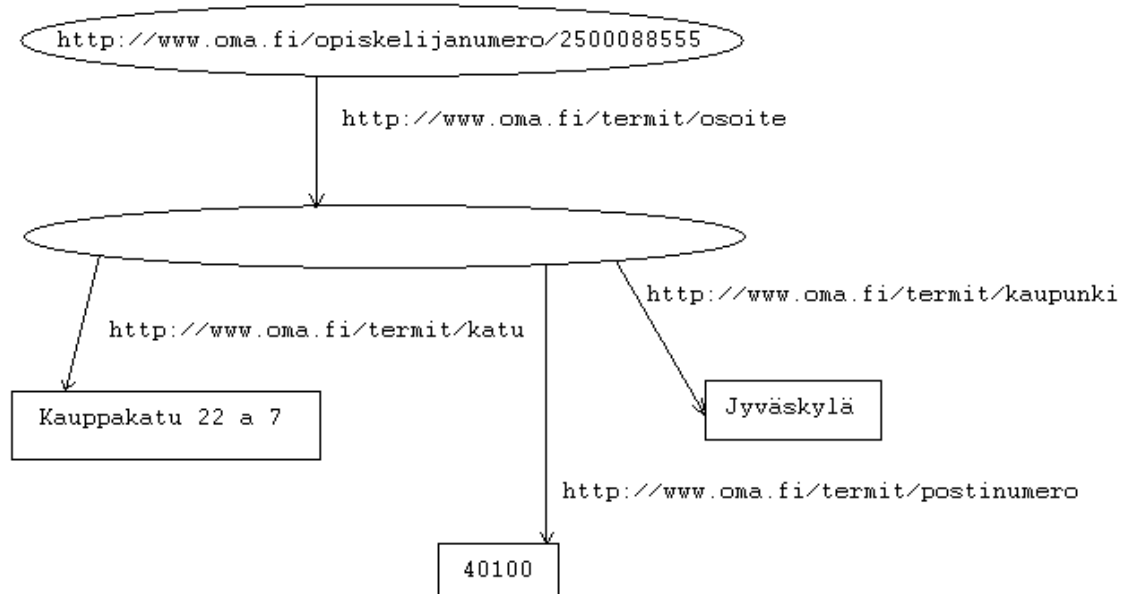 http://www.oma.fi/opiskelijanumero/2500088555
http://www.oma.fi/termit/osoite
http://www.oma.fi/termit/kaupunki
http://www.oma.fi/termit/katu
Jyväskylä
Kauppakatu 22 a 7
http://www.oma.fi/termit/postinumero
40100